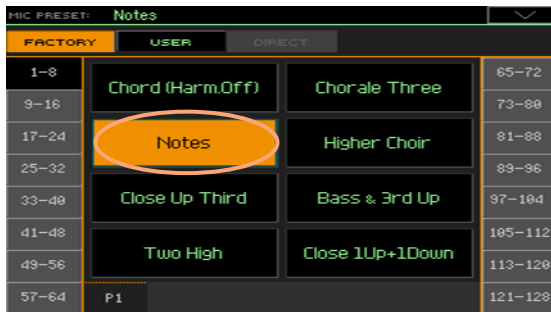 MIC PRESET: Notes
FACTORY USER DIRECT
1-8
9-16
17-24
25-32
33-40
41-48
49-56
57-64
Chord (Harm.Off) Chorale Three
Notes Higher Choir
Close Up Third Bass & 3rd Up
Two High Close 1Up+1Down
P1
65-72
73-80
81-88
89-96
97-104
105-112
113-120
121-128